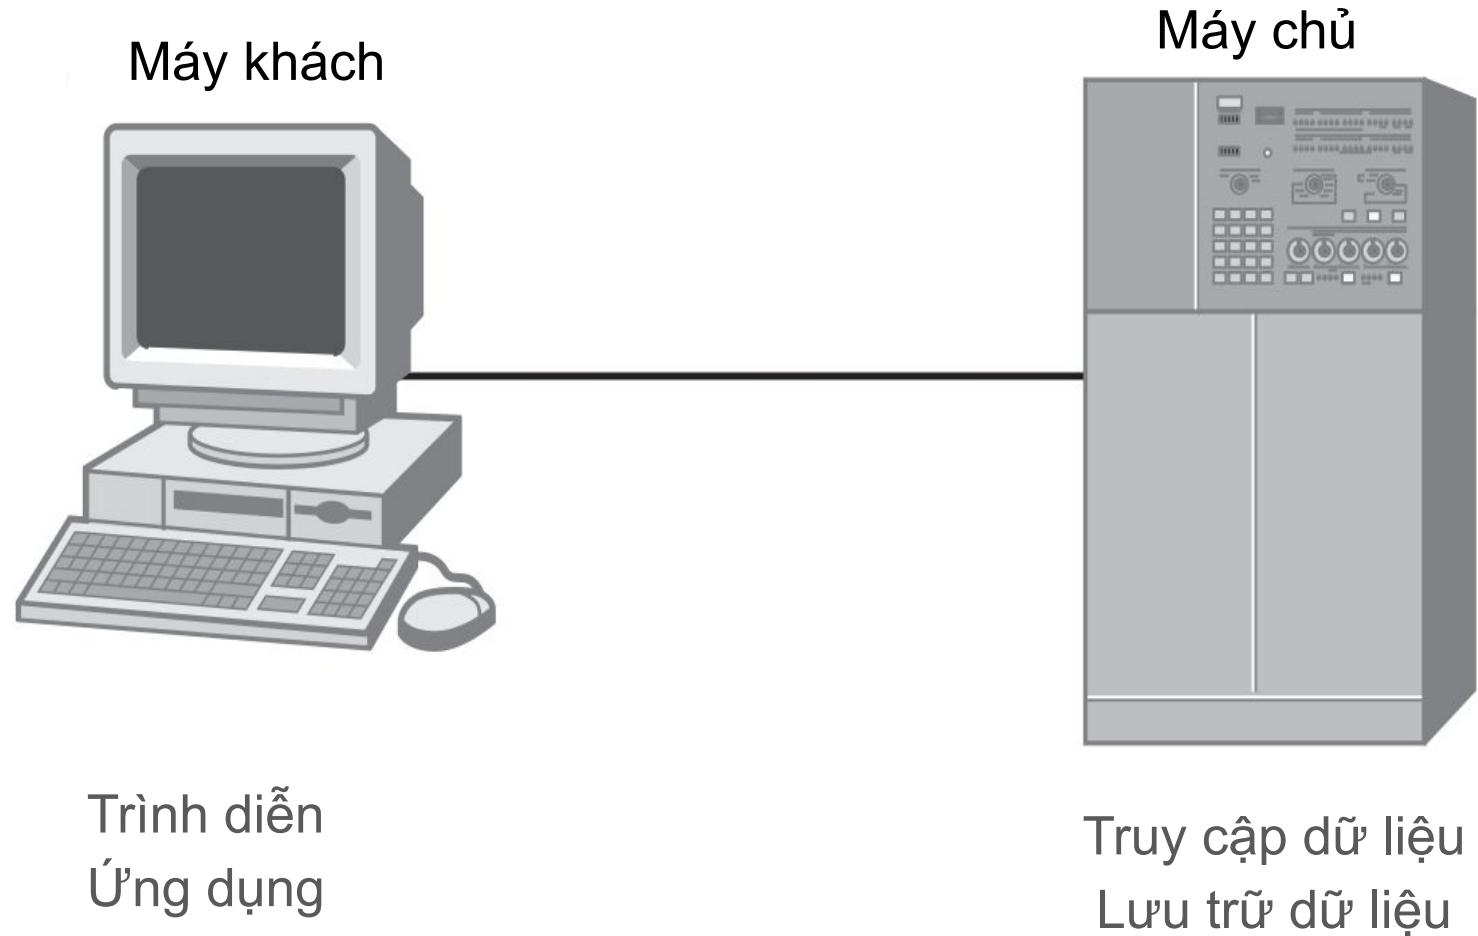 Máy khách
Máy chủ
Trình diễn
Ứng dụng
Truy cập dữ liệu
Lưu trữ dữ liệu